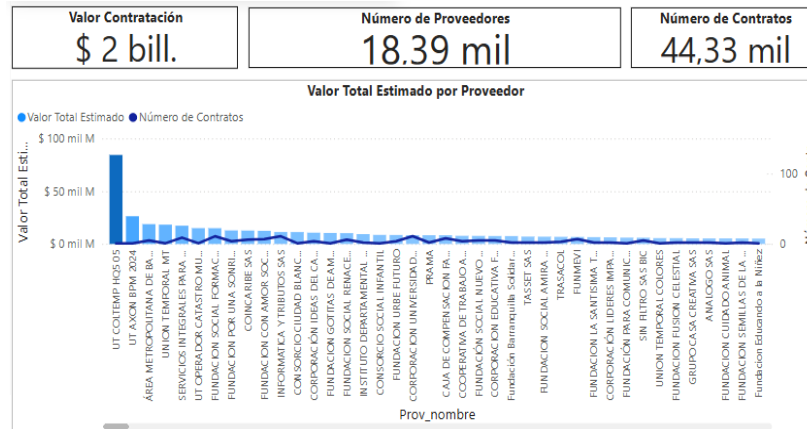 Valor Contratación
$ 2 bill.
Número de Proveedores
18,39 mil
Número de Contratos
44,33 mil
Valor Total Estimado por Proveedor
Valor Total Estimado
Número de Contratos
$ 100 mil M
$ 50 mil M
$ 0 mil M
Valor Total Esti...
100
0
UT COLTEMP HQ5 05
UT AXON BPM 2024
ÁREA METROPOLITANA DE BA...
UNION TEMPORAL MT
SERVICIOS INTEGRALES PARA ...
UT OPERADOR CATASTRO MU...
FUNDACION SOCIAL FORMAC...
FUNDACION POR UNA SONRI...
COINCARIBE SAS
FUNDACION CON AMOR SOC...
INFORMATICA Y TRIBUTOS SAS
CONSORCIO CIUDAD BLANC...
CORPORACIÓN IDEAS DEL CA...
FUNDACION GOTITAS DE AM...
FUNDACION SOCIAL RENACE...
INSTITUTO DEPARTAMENTAL ...
CONSORCIO SOCIAL INFANTIL
FUNDACION URBE FUTURO
CORPORACION UNIVERSIDAD...
PRAMA
CAJA DE COMPENSACION FA...
COOPERATIVA DE TRABAJO A...
FUNDACIÓN SOCIAL NUEVO ...
CORPORACION EDUCATIVA F...
Fundación Barranquilla Solidar...
TASSET SAS
FUNDACION SOCIAL AMIRA ...
TRASACOL
FUNMEVI
FUNDACION LA SANTISIMA T...
CORPORACIÓN LIDERES IMPA...
FUNDACIÓN PARA COMUNIC...
SIN FILTRO SAS BIC
UNION TEMPORAL COLORES
FUNDACION FUSION CELESTIAL
GRUPO CASA CREATIVA SAS
ANALOGO SAS
FUNDACION CUIDADO ANIMAL
FUNDACION SEMILLAS DE LA ...
Fundacion Educando a la Niñez
Prov_nombre